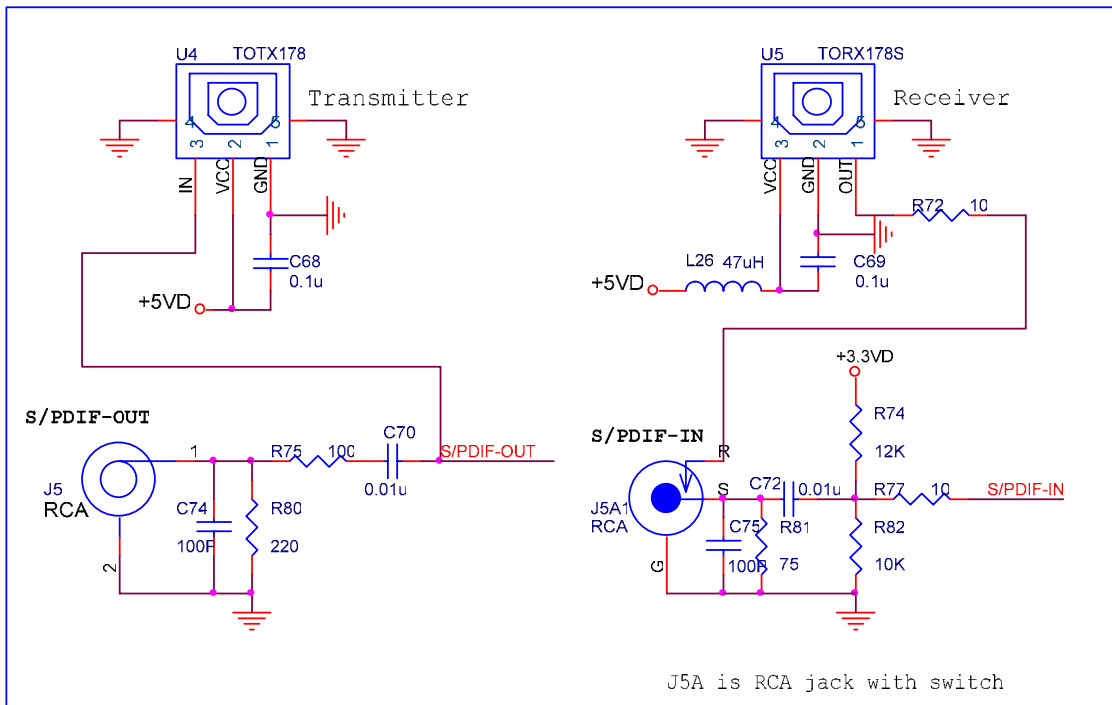 U4 TOTX178
Transmitter
4 5
3 2 1
IN VCC GND
C68
0.1u
+5VD
U5 TORX178S
Receiver
4 5
3 2 1
VCC GND OUT
R72 10
L26 47uH
C69
0.1u
+5VD
S/PDIF-OUT
J5
RCA
1
2
R75 100
C70
0.01u
S/PDIF-OUT
C74
100P
R80
220
+3.3VD
R74
12K
S/PDIF-IN
R
S
G
J5A1
RCA
C72
0.01u
R77 10
S/PDIF-IN
C75
100P
R81
75
R82
10K
J5A is RCA jack with switch